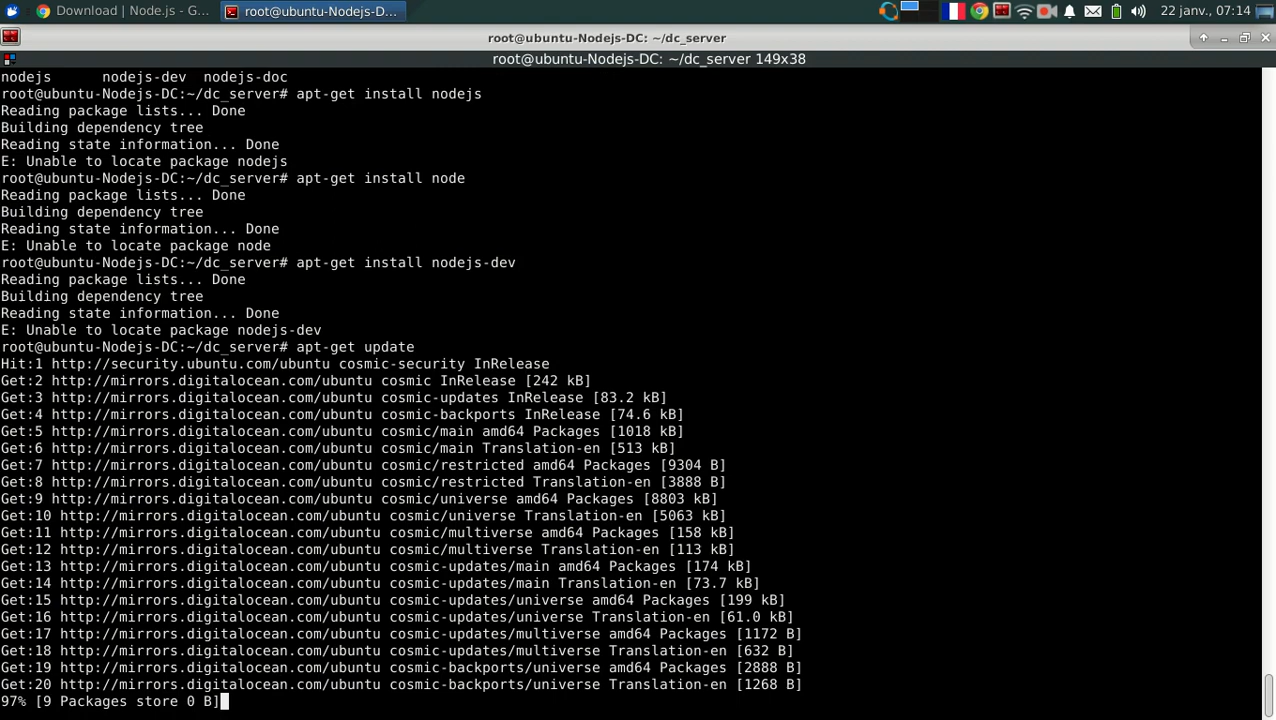 Download | Node.js - G...
root@ubuntu-Nodejs-D...
22 janv., 07:14
root@ubuntu-Nodejs-DC: ~/dc_server
root@ubuntu-Nodejs-DC: ~/dc_server 149x38
nodejs      nodejs-dev  nodejs-doc
root@ubuntu-Nodejs-DC:~/dc_server# apt-get install nodejs
Reading package lists... Done
Building dependency tree
Reading state information... Done
E: Unable to locate package nodejs
root@ubuntu-Nodejs-DC:~/dc_server# apt-get install node
Reading package lists... Done
Building dependency tree
Reading state information... Done
E: Unable to locate package node
root@ubuntu-Nodejs-DC:~/dc_server# apt-get install nodejs-dev
Reading package lists... Done
Building dependency tree
Reading state information... Done
E: Unable to locate package nodejs-dev
root@ubuntu-Nodejs-DC:~/dc_server# apt-get update
Hit:1 http://security.ubuntu.com/ubuntu cosmic-security InRelease
Get:2 http://mirrors.digitalocean.com/ubuntu cosmic InRelease [242 kB]
Get:3 http://mirrors.digitalocean.com/ubuntu cosmic-updates InRelease [83.2 kB]
Get:4 http://mirrors.digitalocean.com/ubuntu cosmic-backports InRelease [74.6 kB]
Get:5 http://mirrors.digitalocean.com/ubuntu cosmic/main amd64 Packages [1018 kB]
Get:6 http://mirrors.digitalocean.com/ubuntu cosmic/main Translation-en [513 kB]
Get:7 http://mirrors.digitalocean.com/ubuntu cosmic/restricted amd64 Packages [9304 B]
Get:8 http://mirrors.digitalocean.com/ubuntu cosmic/restricted Translation-en [3888 B]
Get:9 http://mirrors.digitalocean.com/ubuntu cosmic/universe amd64 Packages [8803 kB]
Get:10 http://mirrors.digitalocean.com/ubuntu cosmic/universe Translation-en [5063 kB]
Get:11 http://mirrors.digitalocean.com/ubuntu cosmic/multiverse amd64 Packages [158 kB]
Get:12 http://mirrors.digitalocean.com/ubuntu cosmic/multiverse Translation-en [113 kB]
Get:13 http://mirrors.digitalocean.com/ubuntu cosmic-updates/main amd64 Packages [174 kB]
Get:14 http://mirrors.digitalocean.com/ubuntu cosmic-updates/main Translation-en [73.7 kB]
Get:15 http://mirrors.digitalocean.com/ubuntu cosmic-updates/universe amd64 Packages [199 kB]
Get:16 http://mirrors.digitalocean.com/ubuntu cosmic-updates/universe Translation-en [61.0 kB]
Get:17 http://mirrors.digitalocean.com/ubuntu cosmic-updates/multiverse amd64 Packages [1172 B]
Get:18 http://mirrors.digitalocean.com/ubuntu cosmic-updates/multiverse Translation-en [632 B]
Get:19 http://mirrors.digitalocean.com/ubuntu cosmic-backports/universe amd64 Packages [2888 B]
Get:20 http://mirrors.digitalocean.com/ubuntu cosmic-backports/universe Translation-en [1268 B]
97% [9 Packages store 0 B]